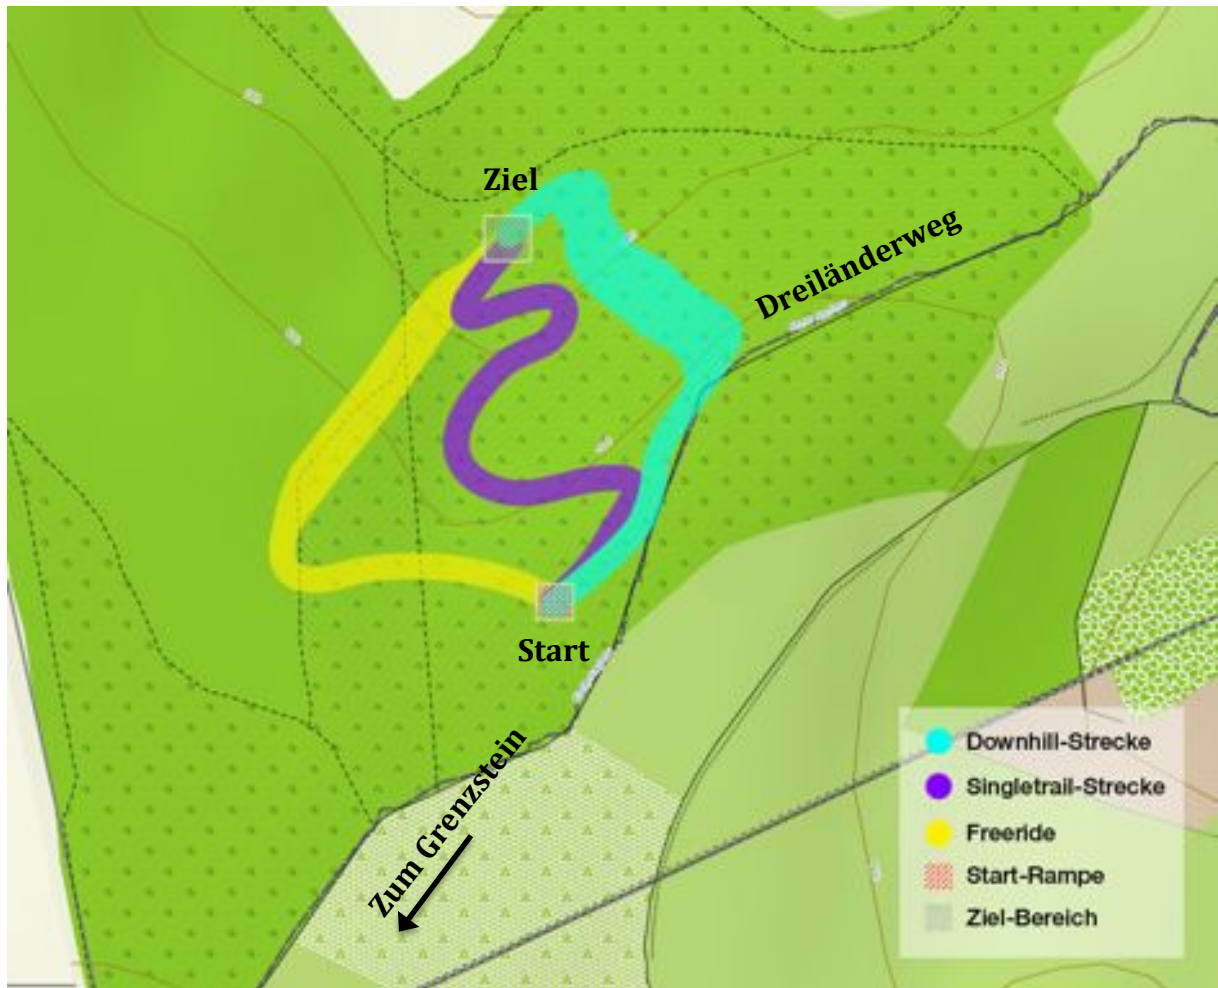 Ziel
Dreiländerweg
Start
Zum Grenzstein
Downhill-Strecke
Singletrail-Strecke
Freeride
Start-Rampe
Ziel-Bereich